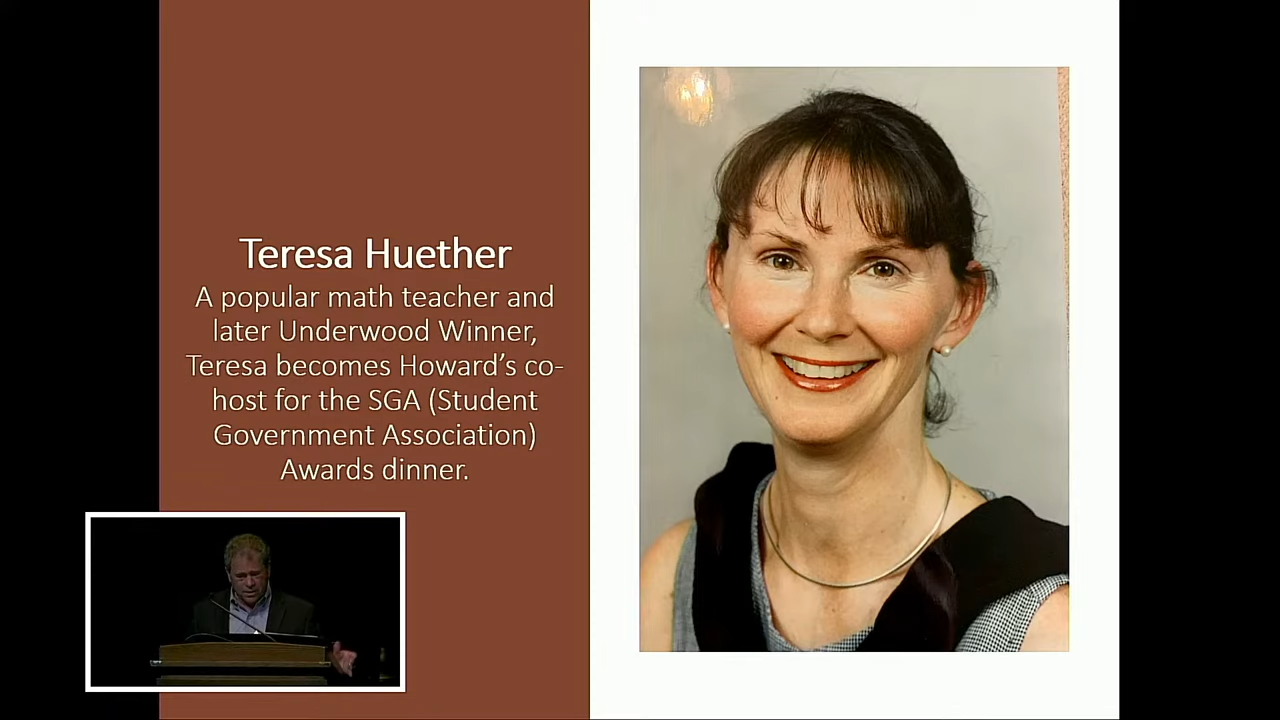 Teresa Huether
A popular math teacher and
later Underwood Winner,
Teresa becomes Howard’s co-
host for the SGA (Student
Government Association)
Awards dinner.